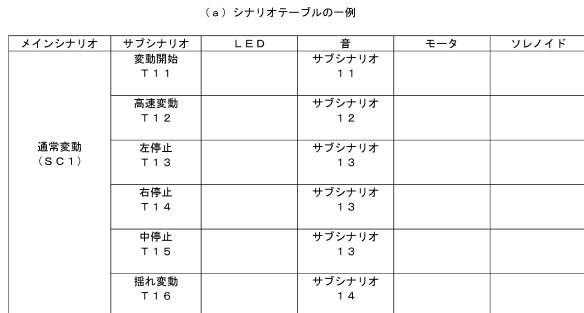 （ａ）シナリオテーブルの一例
メインシナリオ サブシナリオ ＬＥＤ 音 モータ ソレノイド
変動開始 サブシナリオ
Ｔ１１ １１
高速変動 サブシナリオ
Ｔ１２ １２
通常変動 左停止 サブシナリオ
（ＳＣ１） Ｔ１３ １３
右停止 サブシナリオ
Ｔ１４ １３
中停止 サブシナリオ
Ｔ１５ １３
揺れ変動 サブシナリオ
Ｔ１６ １４